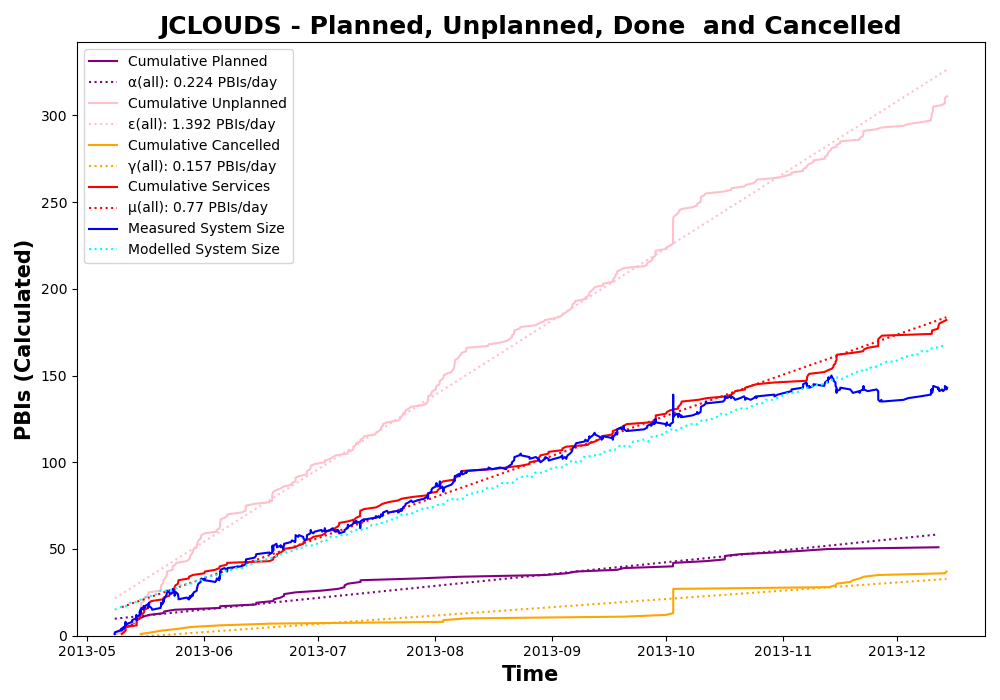 JCLOUDS - Planned, Unplanned, Done  and Cancelled
Cumulative Planned
α(all): 0.224 PBIs/day
Cumulative Unplanned
ε(all): 1.392 PBIs/day
Cumulative Cancelled
γ(all): 0.157 PBIs/day
Cumulative Services
μ(all): 0.77 PBIs/day
Measured System Size
Modelled System Size
PBIs (Calculated)
300
250
200
150
100
50
0
2013-05 2013-06 2013-07 2013-08 2013-09 2013-10 2013-11 2013-12
Time